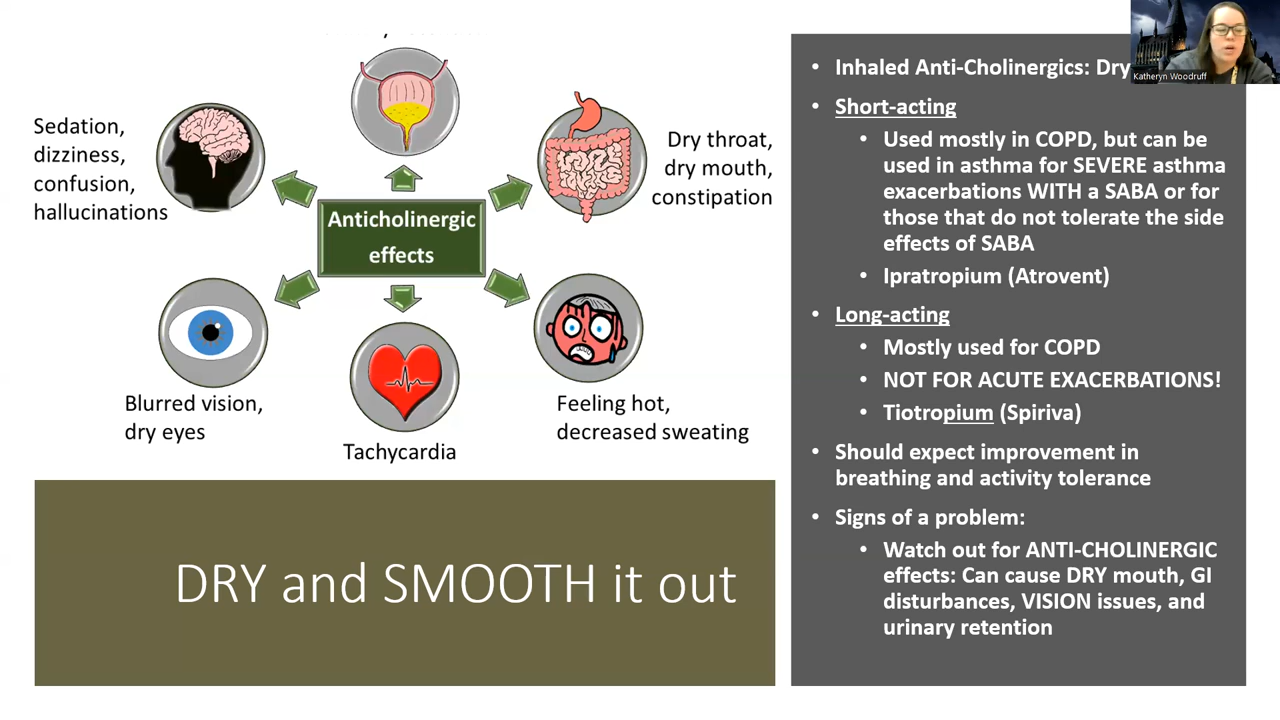 Sedation,
dizziness,
confusion,
hallucinations
Dry throat,
dry mouth,
constipation
Anticholinergic
effects
Blurred vision,
dry eyes
Tachycardia
Feeling hot,
decreased sweating
DRY and SMOOTH it out
• Inhaled Anti-Cholinergics: Dry
• Short-acting
• Used mostly in COPD, but can be
used in asthma for SEVERE asthma
exacerbations WITH a SABA or for
those that do not tolerate the side
effects of SABA
• Ipratropium (Atrovent)
• Long-acting
• Mostly used for COPD
• NOT FOR ACUTE EXACERBATIONS!
• Tiotropium (Spiriva)
• Should expect improvement in
breathing and activity tolerance
• Signs of a problem:
• Watch out for ANTI-CHOLINERGIC
effects: Can cause DRY mouth, GI
disturbances, VISION issues, and
urinary retention
Katheryn Woodruff